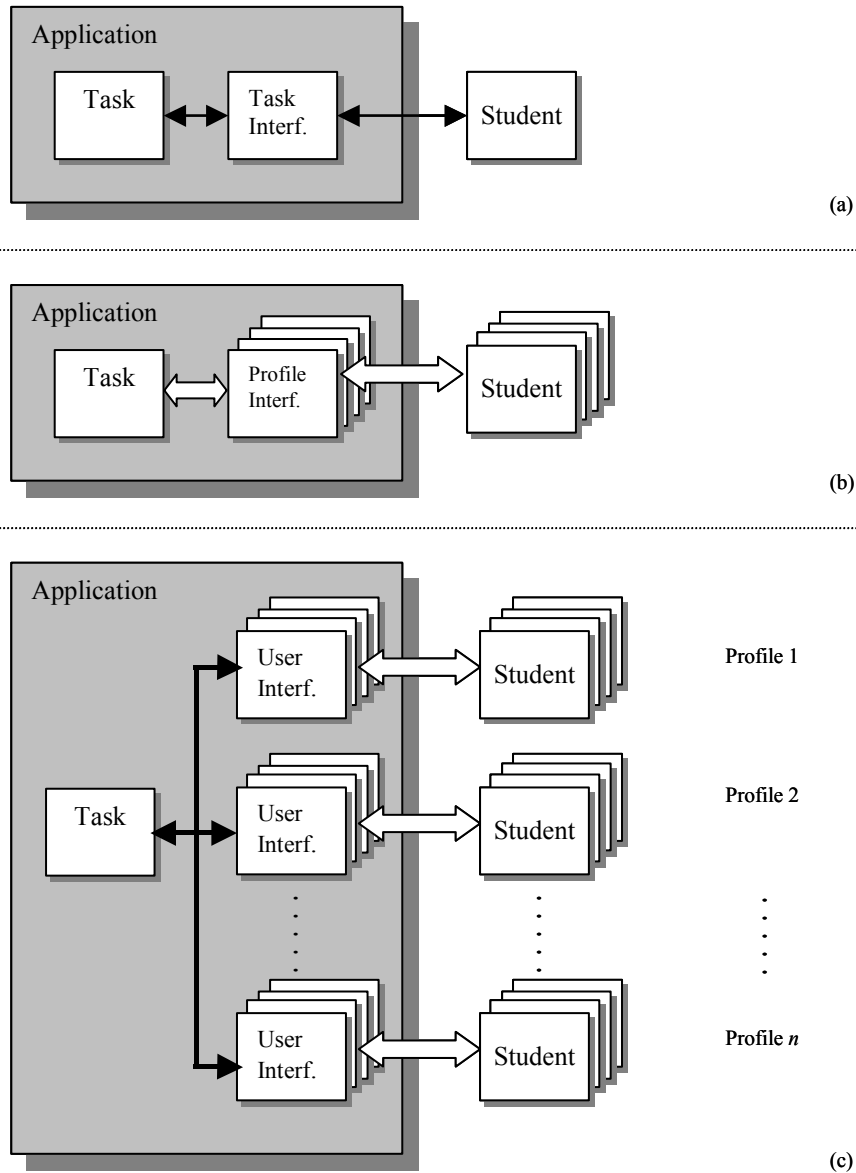 Application
Task
Task
Interf.
Student
(a)
Application
Task
Profile
Interf.
Student
(b)
Application
User
Interf.
Student
Profile 1
Task
User
Interf.
Student
Profile 2
User
Interf.
Student
Profile n
(c)